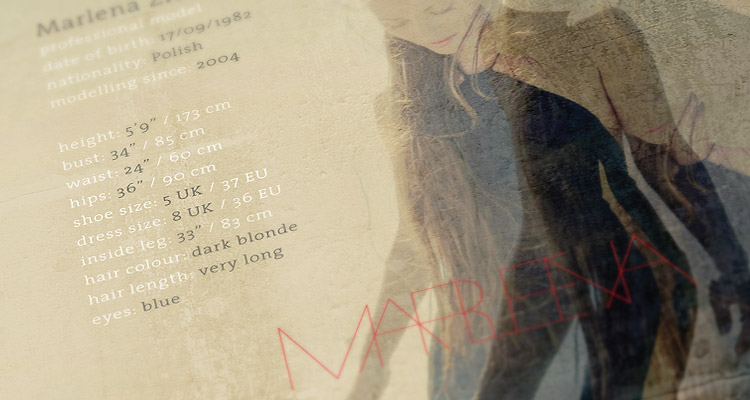 Marlena
professional model
date of birth: 17/09/1982
nationality: Polish
modelling since: 2004
height: 5'9" / 173 cm
bust: 34" / 85 cm
waist: 24" / 60 cm
hips: 36" / 90 cm
shoe size: 5 UK / 37 EU
dress size: 8 UK / 36 EU
inside leg: 33" / 83 cm
hair colour: dark blonde
hair length: very long
eyes: blue